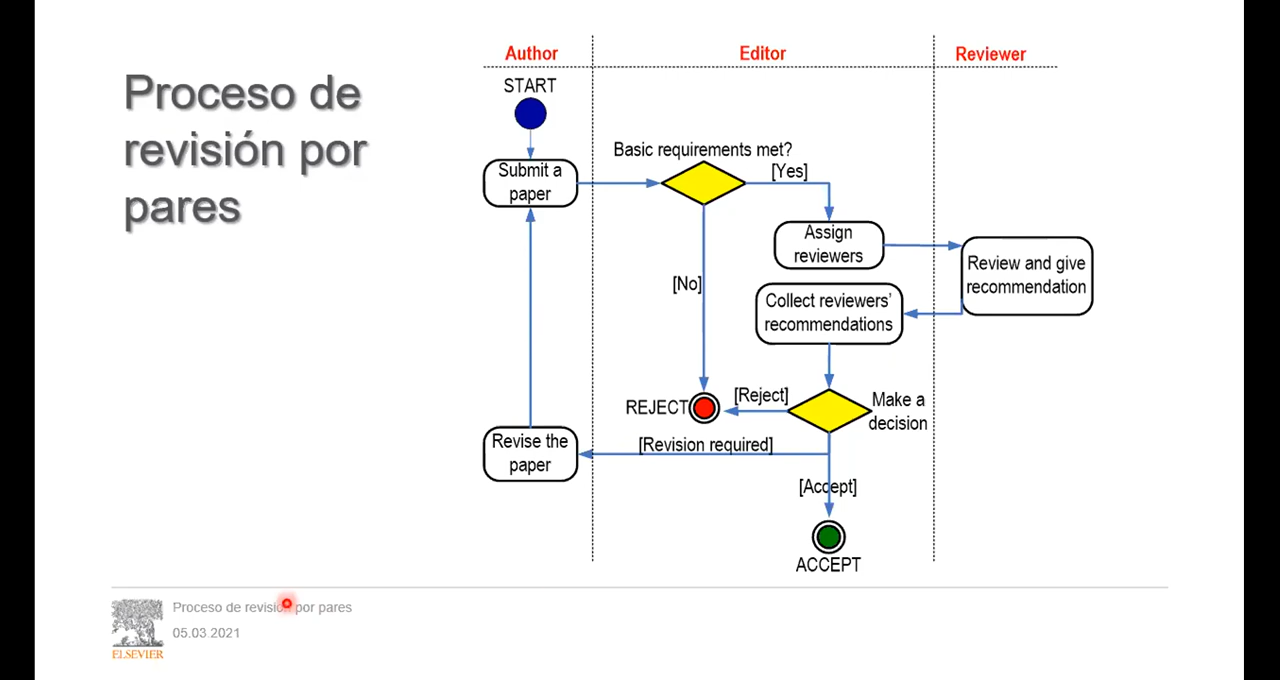 Proceso de
revisión por
pares
Author
Editor
Reviewer
START
Submit a
paper
Basic requirements met?
[Yes]
Assign
reviewers
Review and give
recommendation
[No]
Collect reviewers’
recommendations
REJECT
[Reject]
Make a
decision
Revise the
paper
[Revision required]
[Accept]
ACCEPT
Proceso de revisión por pares
05.03.2021
ELSEVIER